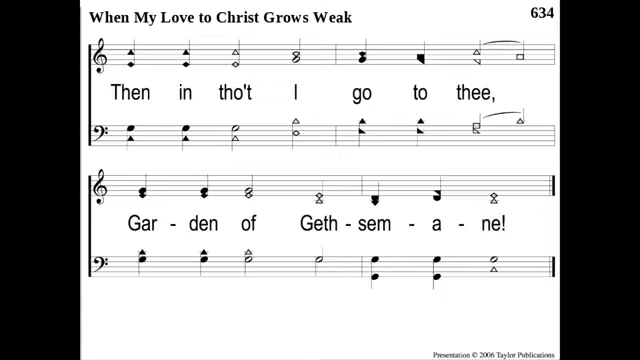 When My Love to Christ Grows Weak
634
Then in tho't I go to thee,
Gar - den of Geth - sem - a - ne!
Presentation © 2006 Taylor Publications